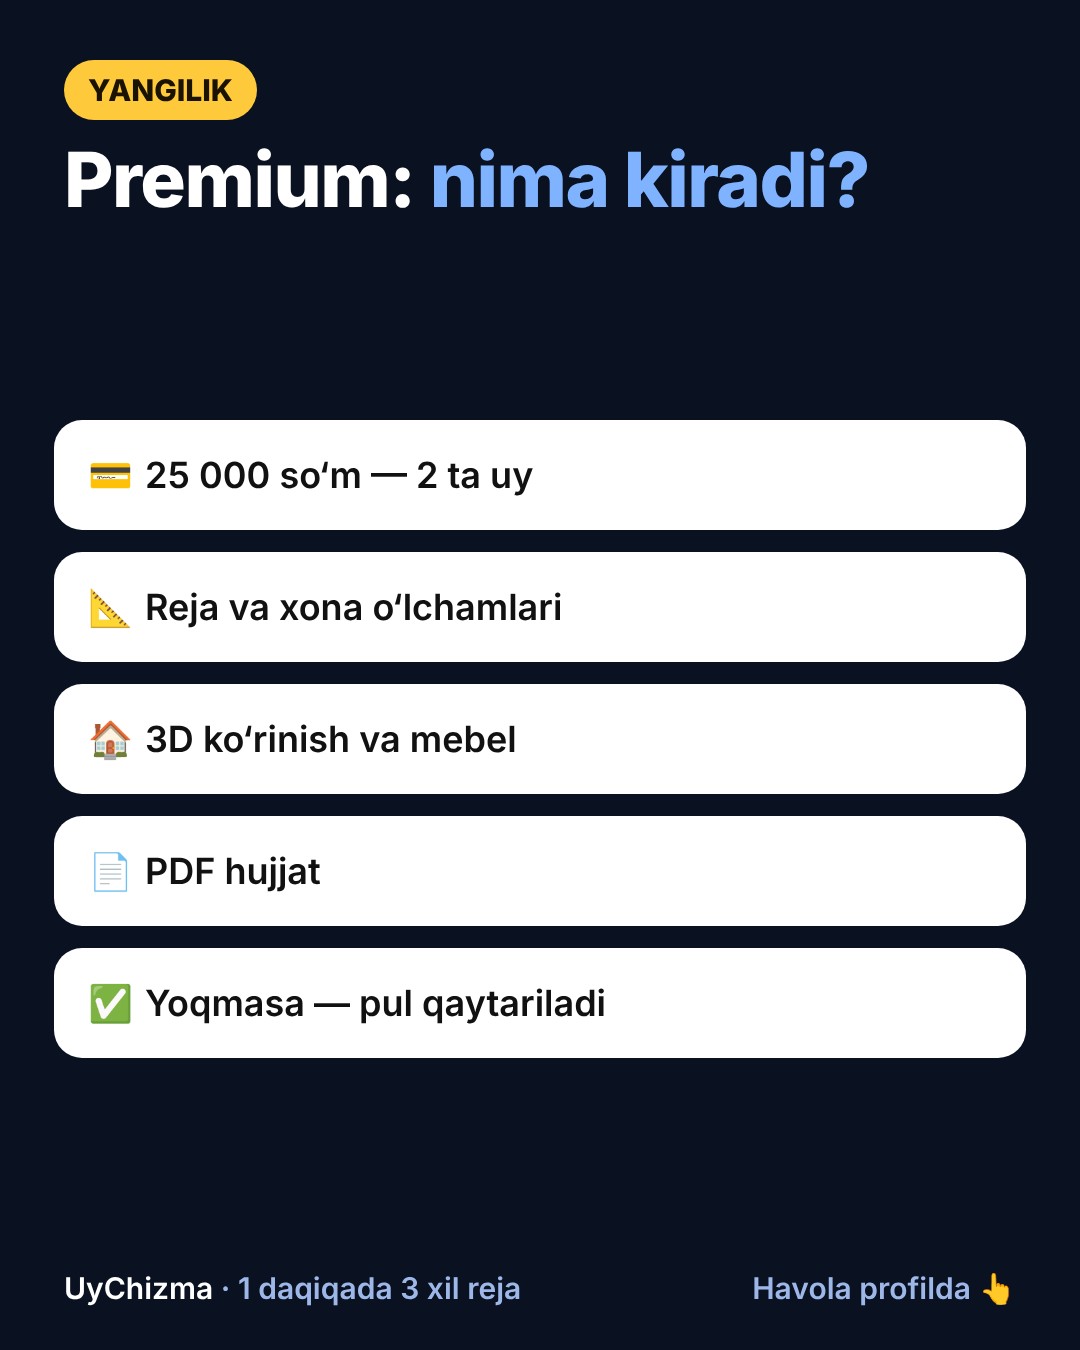 YANGILIK
Premium: nima kiradi?
💳 25 000 so‘m — 2 ta uy
📐 Reja va xona o‘lchamlari
🏠 3D ko‘rinish va mebel
📄 PDF hujjat
✅ Yoqmasa — pul qaytariladi
UyChizma · 1 daqiqada 3 xil reja
Havola profilda 👆